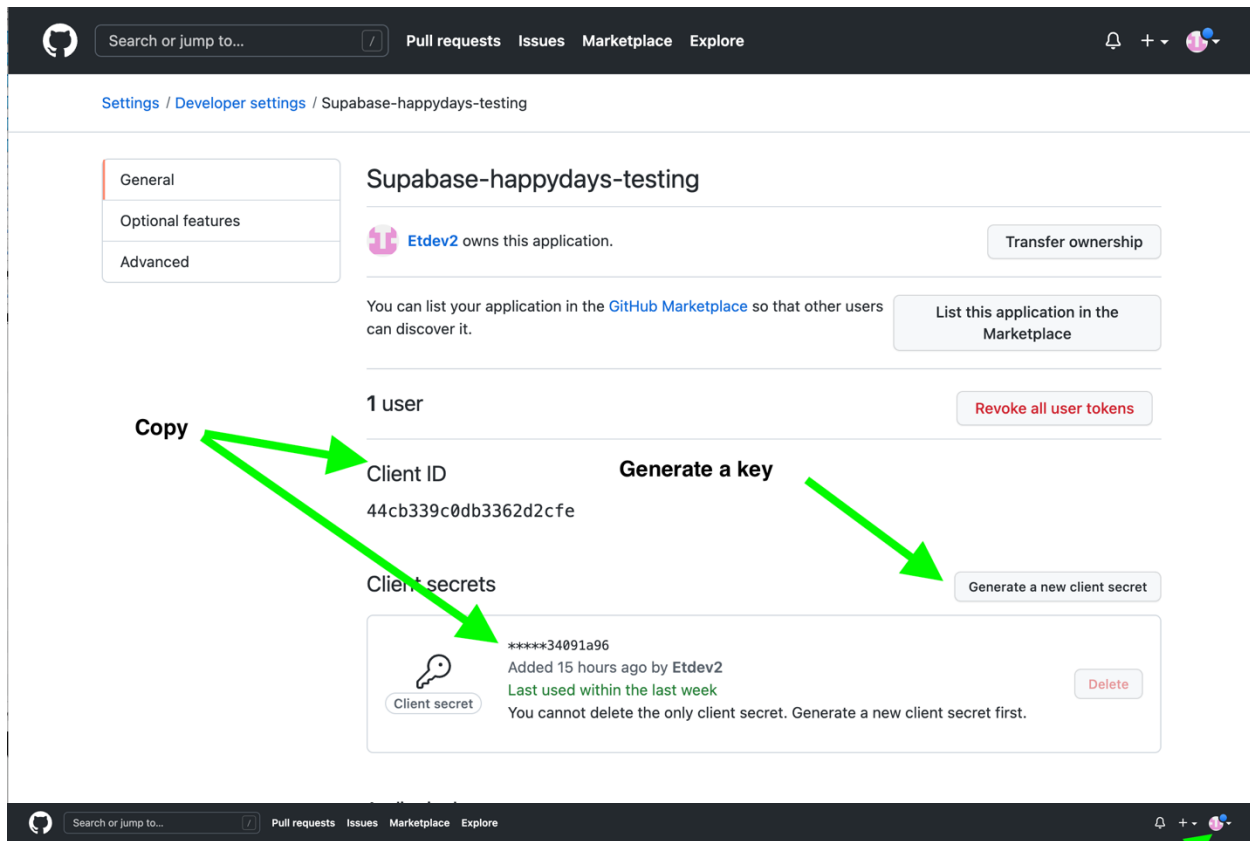 Search or jump to... / Pull requests Issues Marketplace Explore
Settings / Developer settings / Supabase-happydays-testing
General
Optional features
Advanced
Supabase-happydays-testing
Etdev2 owns this application.
Transfer ownership
You can list your application in the GitHub Marketplace so that other users
can discover it.
List this application in the
Marketplace
1 user
Revoke all user tokens
Copy
Client ID
Generate a key
44cb339c0db3362d2cfe
Client secrets
Generate a new client secret
*****34091a96
Added 15 hours ago by Etdev2
Last used within the last week
You cannot delete the only client secret. Generate a new client secret first.
Client secret
Delete
Search or jump to... / Pull requests Issues Marketplace Explore